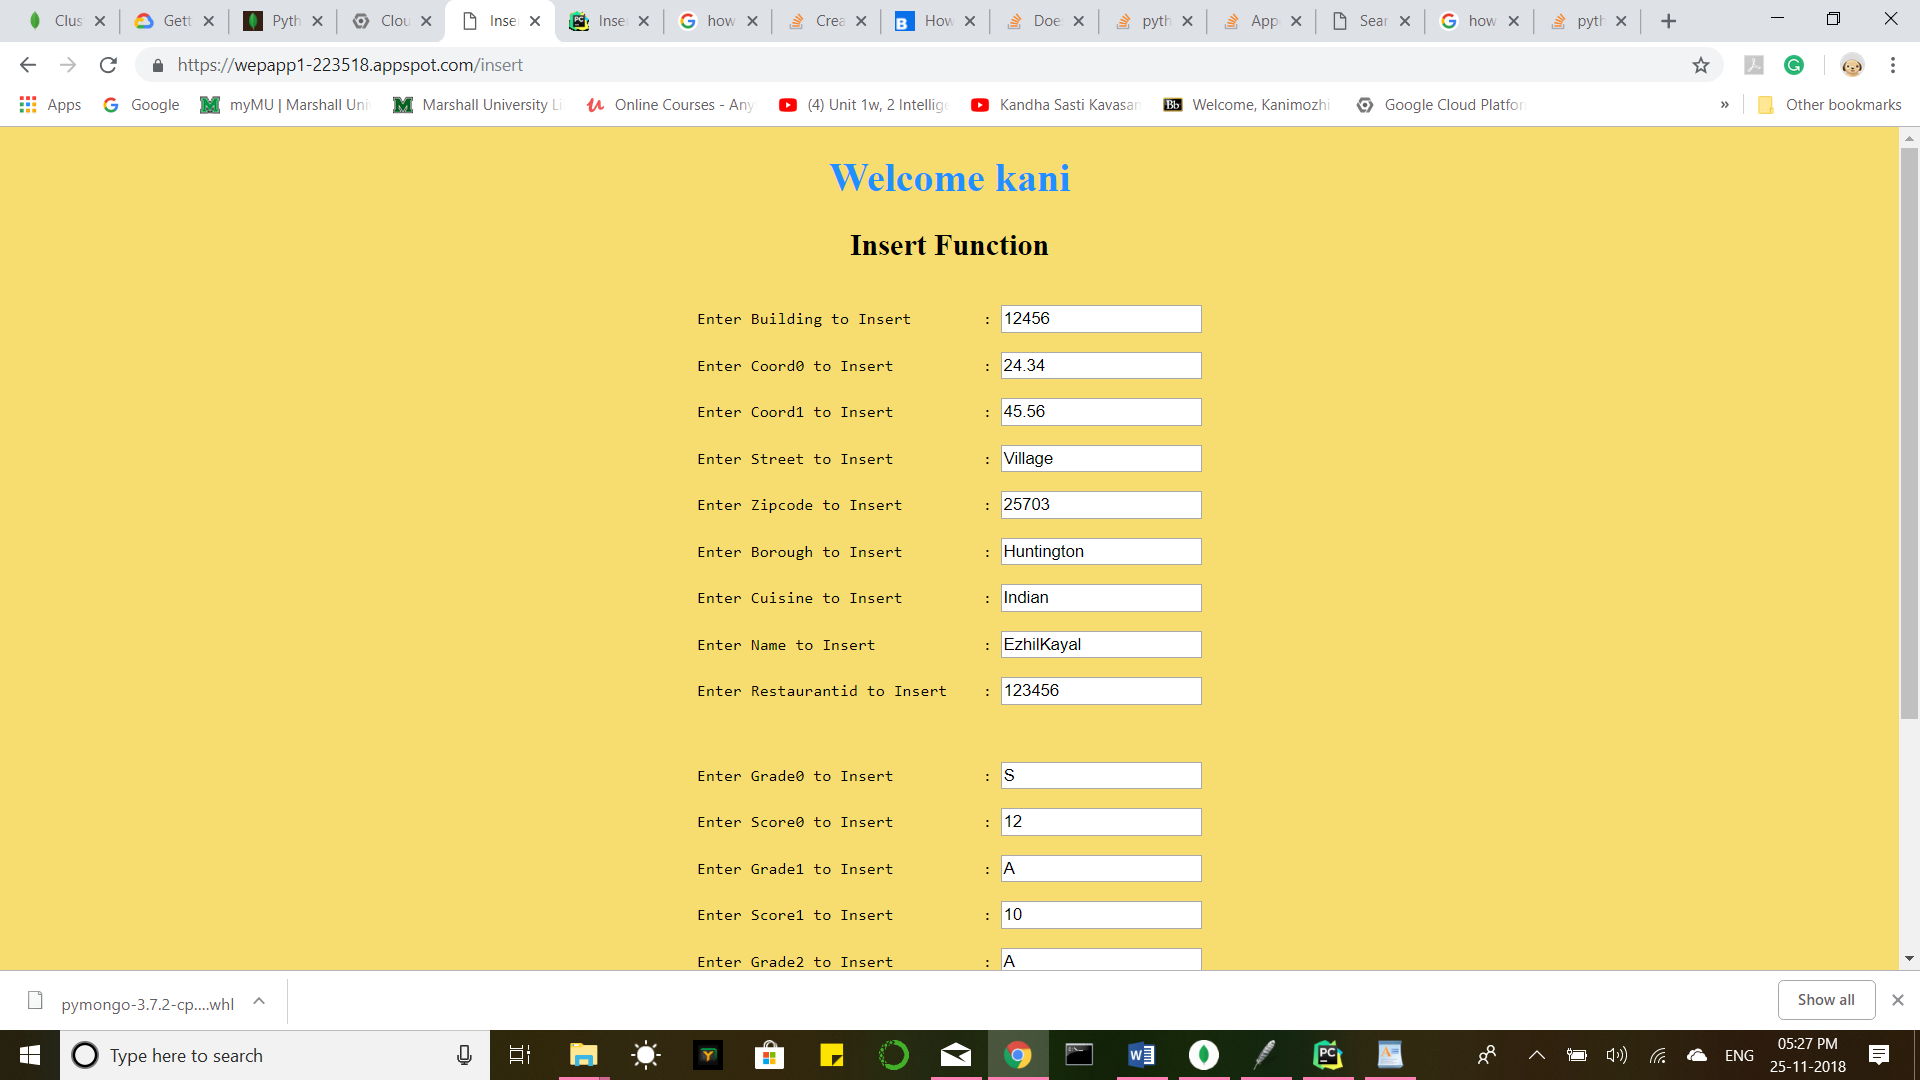 Clus Gett Pyth Clou Inse Inse how Crea How Doe pyth App Sear how pyth
https://wepapp1-223518.appspot.com/insert
Apps Google myMU | Marshall Uni Marshall University Li Online Courses - Any (4) Unit 1w, 2 Intellige Kandha Sasti Kavasam Welcome, Kanimozhi Google Cloud Platfor » Other bookmarks
Welcome kani
Insert Function
Enter Building to Insert : 12456
Enter Coord0 to Insert : 24.34
Enter Coord1 to Insert : 45.56
Enter Street to Insert : Village
Enter Zipcode to Insert : 25703
Enter Borough to Insert : Huntington
Enter Cuisine to Insert : Indian
Enter Name to Insert : EzhilKayal
Enter Restaurantid to Insert : 123456
Enter Grade0 to Insert : S
Enter Score0 to Insert : 12
Enter Grade1 to Insert : A
Enter Score1 to Insert : 10
Enter Grade2 to Insert : A
pymongo-3.7.2-cp....whl Show all
Type here to search ENG 05:27 PM
25-11-2018